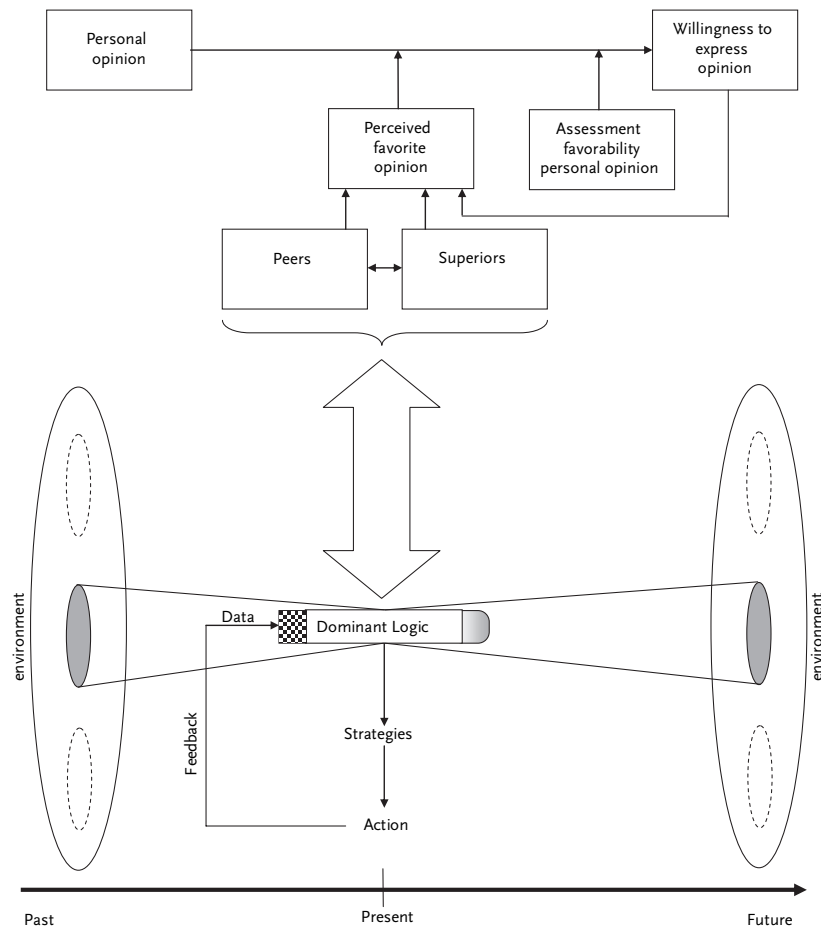 Personal
opinion
Willingness to
express
opinion
Perceived
favorite
opinion
Assessment
favorability
personal opinion
Peers
Superiors
environment
environment
Data
Dominant Logic
Feedback
Strategies
Action
Past
Present
Future